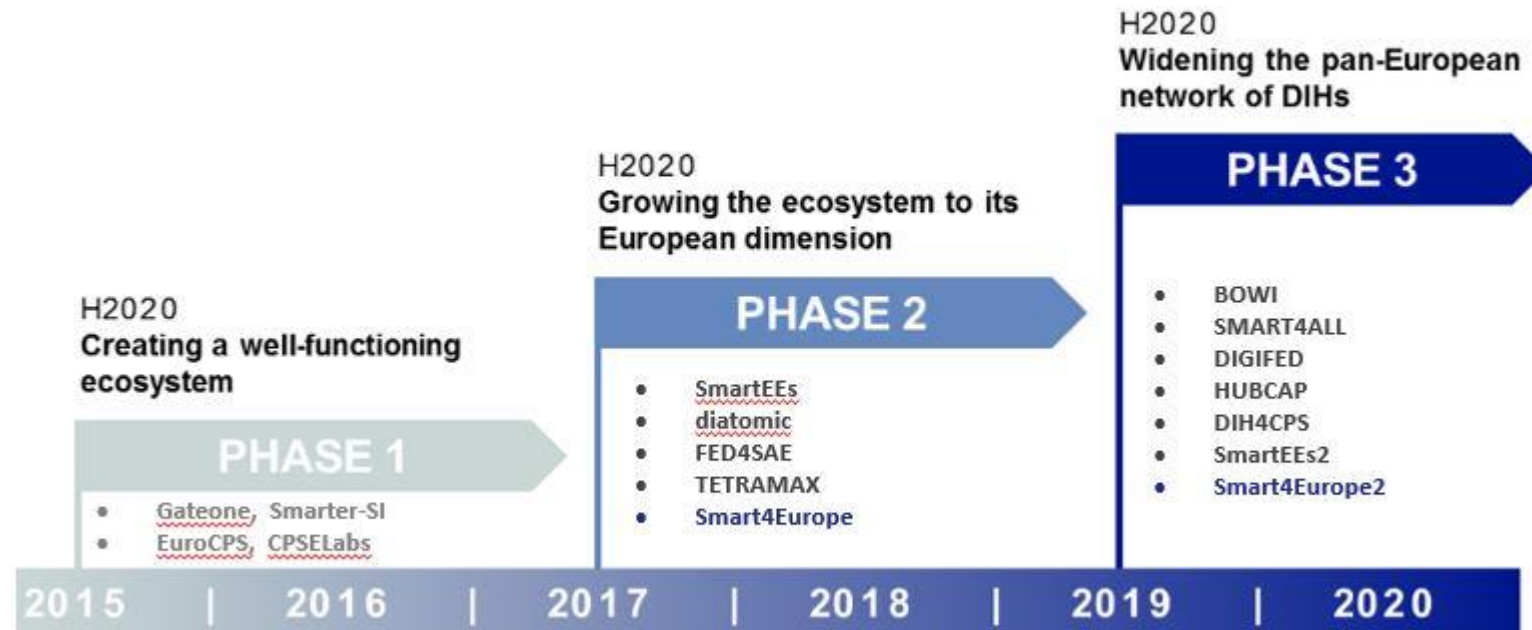 H2020
Creating a well-functioning
ecosystem
PHASE 1
• Gateone, Smarter-SI
• EuroCPS, CPSELabs
H2020
Growing the ecosystem to its
European dimension
PHASE 2
• SmartEEs
• diatomic
• FED4SAE
• TETRAMAX
• Smart4Europe
H2020
Widening the pan-European
network of DIHs
PHASE 3
• BOWI
• SMART4ALL
• DIGIFED
• HUBCAP
• DIH4CPS
• SmartEEs2
• Smart4Europe2
2015 | 2016 | 2017 | 2018 | 2019 | 2020